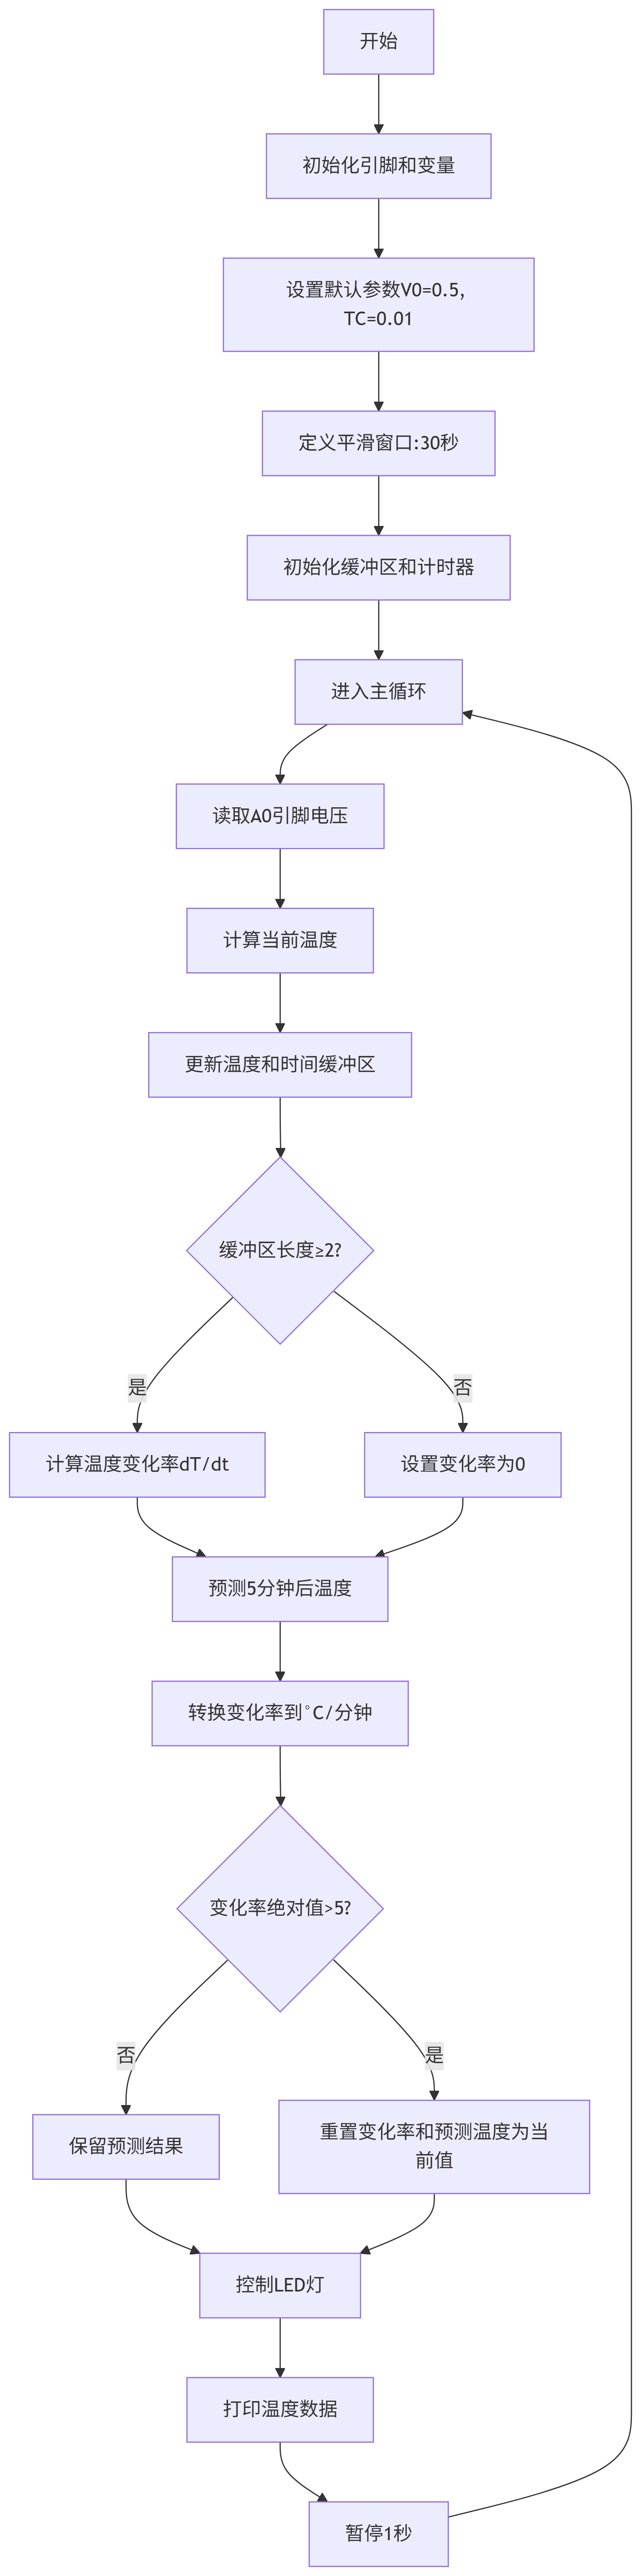 开始
初始化引脚和变量
设置默认参数V0=0.5,
TC=0.01
定义平滑窗口:30秒
初始化缓冲区和计时器
进入主循环
读取A0引脚电压
计算当前温度
更新温度和时间缓冲区
缓冲区长度≥2?
是
否
计算温度变化率dT/dt
设置变化率为0
预测5分钟后温度
转换变化率到°C/分钟
变化率绝对值>5?
否
是
保留预测结果
重置变化率和预测温度为当
前值
控制LED灯
打印温度数据
暂停1秒